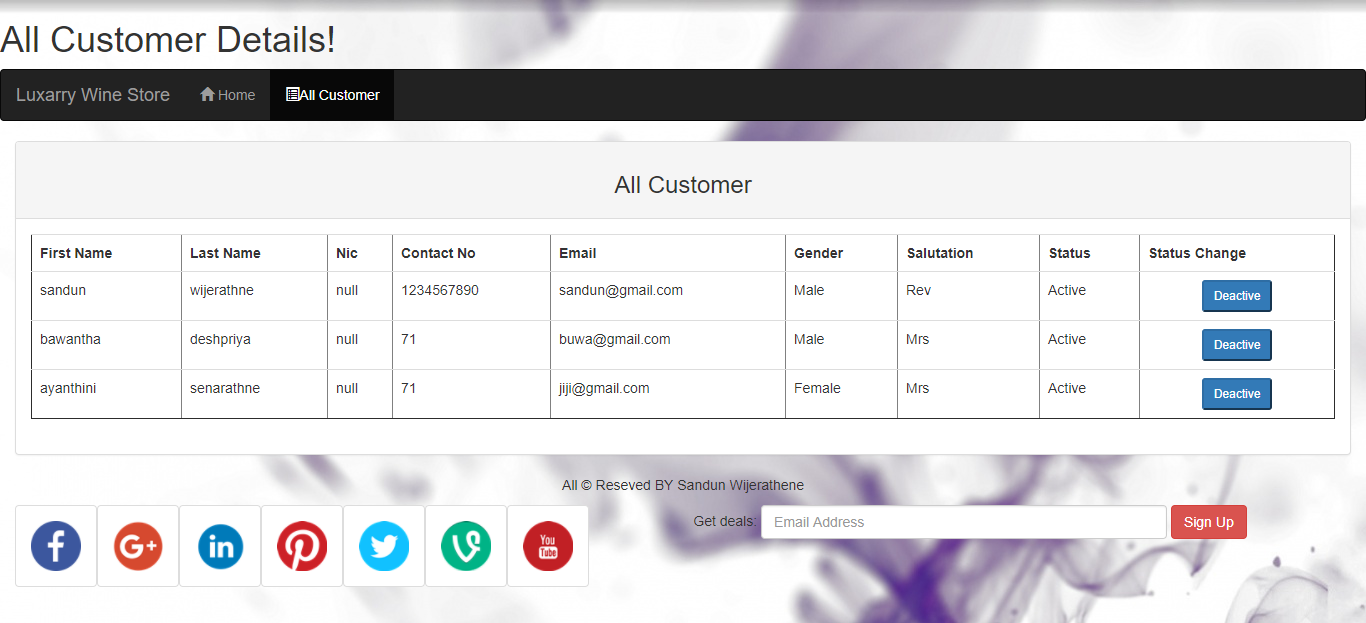 All Customer Details!
Luxarry Wine Store Home All Customer
All Customer
First Name Last Name Nic Contact No Email Gender Salutation Status Status Change
sandun wijerathne null 1234567890 sandun@gmail.com Male Rev Active Deactive
bawantha deshpriya null 71 buwa@gmail.com Male Mrs Active Deactive
ayanthini senarathne null 71 jiji@gmail.com Female Mrs Active Deactive
All © Reseved BY Sandun Wijerathene
Get deals: Email Address Sign Up
f G+ in P You Tube